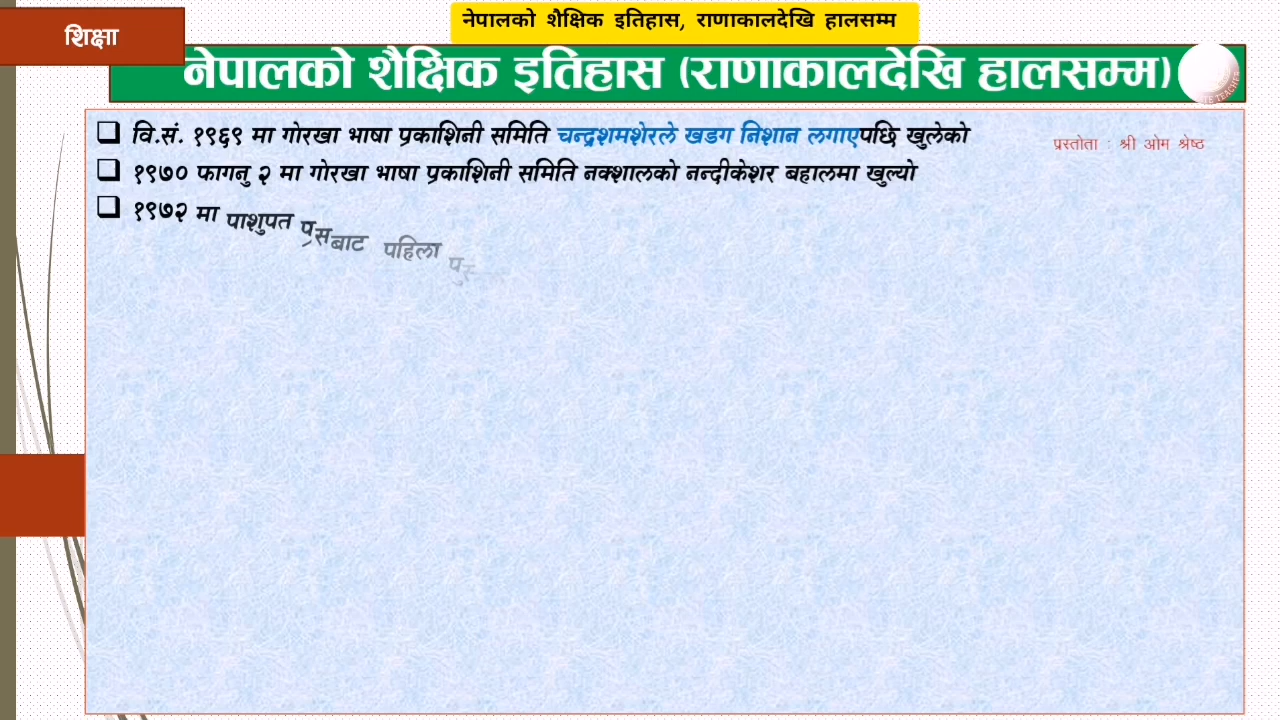 नेपालको शैक्षिक इतिहास, राणाकालदेखि हालसम्म
शिक्षा
नेपालको शैक्षिक इतिहास (राणाकालदेखि हालसम्म)
वि.सं. १९६९ मा गोरखा भाषा प्रकाशिनी समिति चन्द्रशमशेरले खडग निशान लगाएपछि खुलेको
प्रस्तोता : श्री ओम श्रेष्ठ
१९७० फागनु २ मा गोरखा भाषा प्रकाशिनी समिति नक्शालको नन्दीकेशर बहालमा खुल्यो
१९७२ मा पाशुपत प्रसबाट पहिला